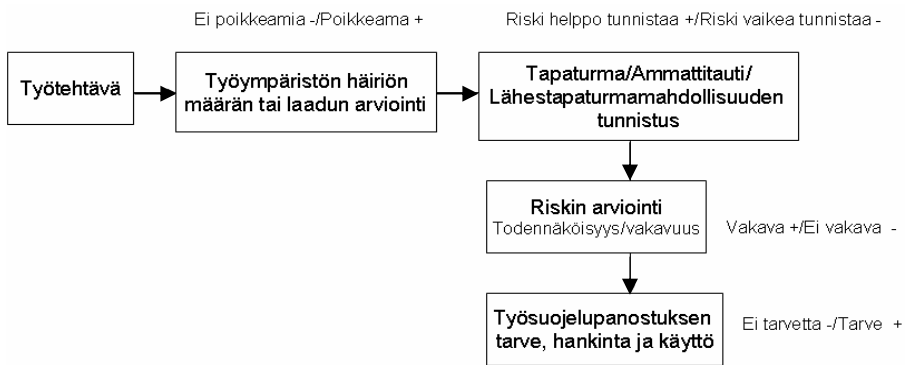 Ei poikkeamia -/Poikkeama +
Riski helppo tunnistaa +/Riski vaikea tunnistaa -
Työtehtävä
Työympäristön häiriön
määrän tai laadun arviointi
Tapaturma/Ammattitauti/
Lähestapaturmamahdollisuuden
tunnistus
Riskin arviointi
Todennäköisyys/vakavuus
Vakava +/Ei vakava -
Työsuojelupanostuksen
tarve, hankinta ja käyttö
Ei tarvetta -/Tarve +